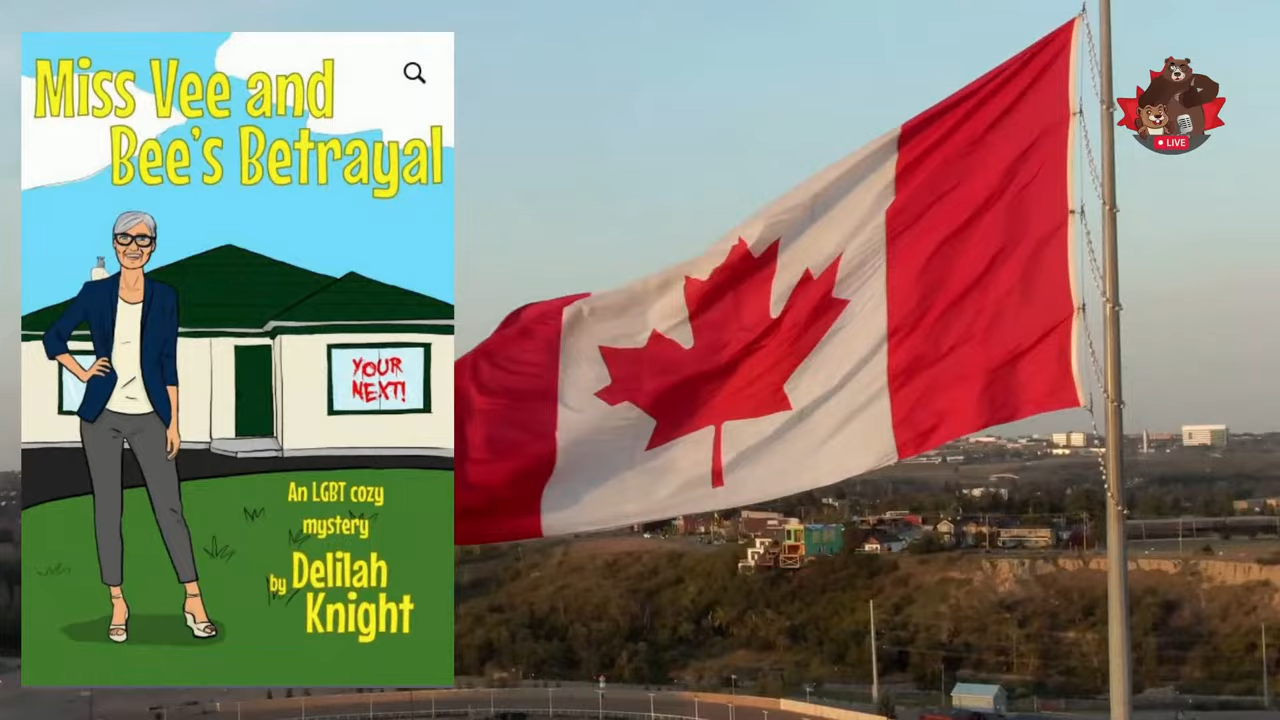 Miss Vee and
Bee's Betrayal
YOUR
NEXT!
An LGBT cozy
mystery
by Delilah
Knight
LIVE